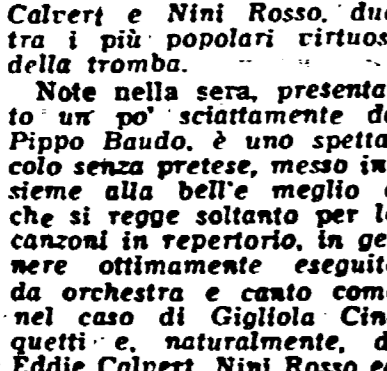 Calvert e Nini Rosso, due
tra i più popolari virtuos
della tromba.
Note nella sera, presenta
to un po' sciattamente da
Pippo Baudo, è uno spetta
colo senza pretese, messo in
sieme alla bell'e meglio e
che si regge soltanto per le
canzoni in repertorio, in ge
nere ottimamente eseguite
da orchestra e canto come
nel caso di Gigliola Cin
quetti e, naturalmente, d
Eddie Calvert, Nini Rosso ed